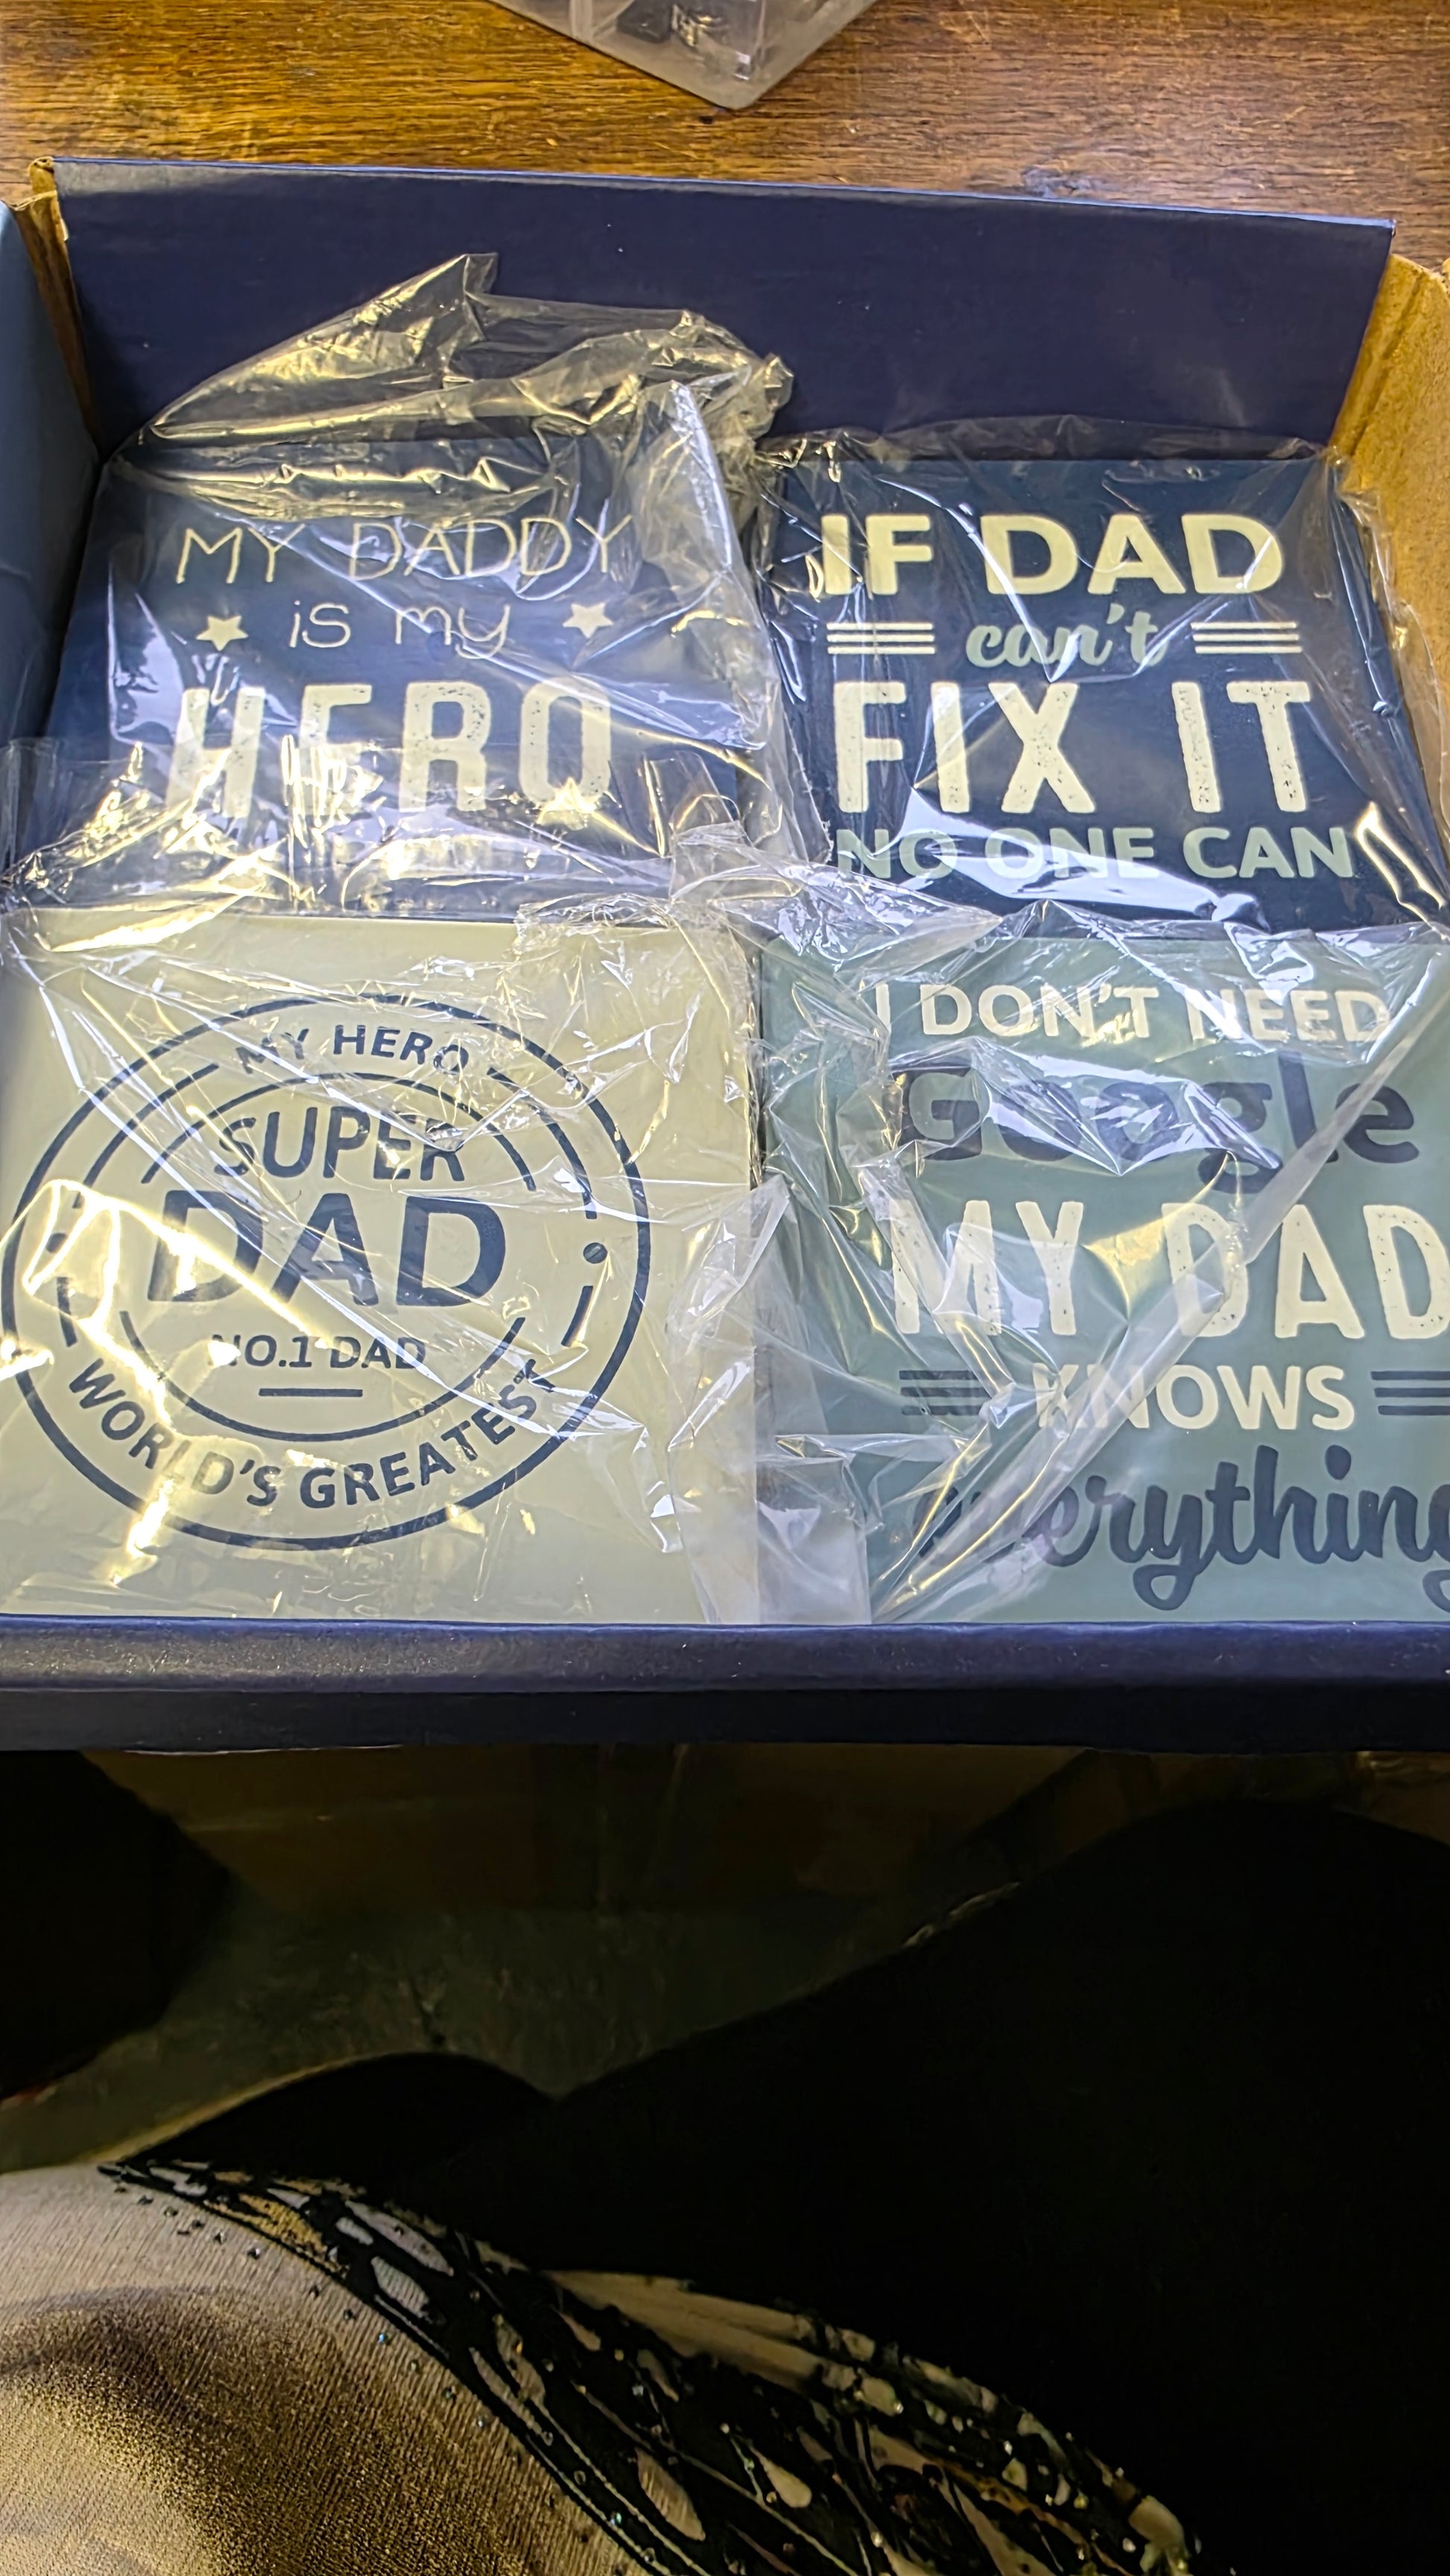 MY DADDY
is my
HERO
IF DAD
can't
FIX IT
NO ONE CAN
MY HERO
SUPER
DAD
NO.1 DAD
WORLD'S GREATEST
I DON'T NEED
Google
MY DAD
KNOWS
everything